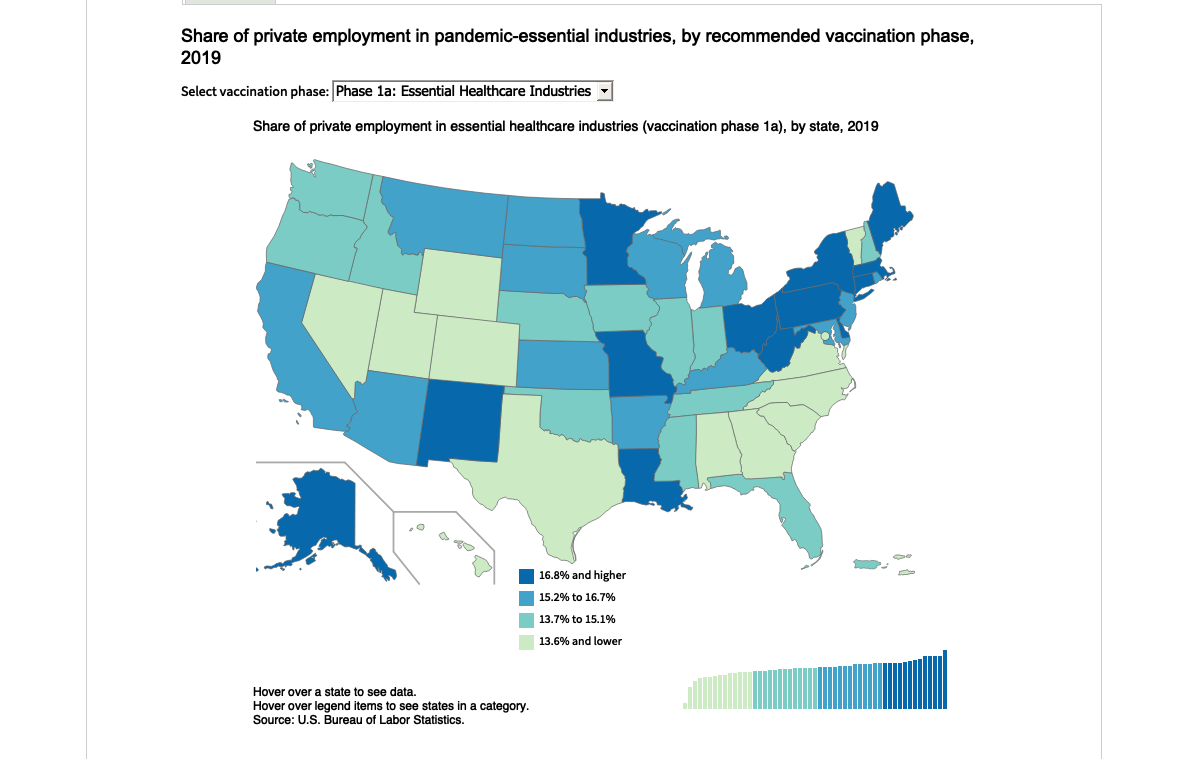 Share of private employment in pandemic-essential industries, by recommended vaccination phase,
2019
Select vaccination phase: Phase 1a: Essential Healthcare Industries
Share of private employment in essential healthcare industries (vaccination phase 1a), by state, 2019
16.8% and higher
15.2% to 16.7%
13.7% to 15.1%
13.6% and lower
Hover over a state to see data.
Hover over legend items to see states in a category.
Source: U.S. Bureau of Labor Statistics.